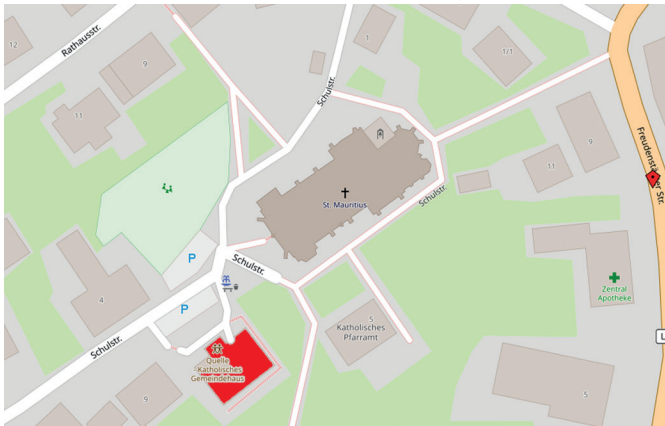 12
Rathausstr.
9
1
1/1
11
Schulstr.
Freudenstädter Str.
9
11
St. Mauritius
Schulstr.
P
Schulstr.
4
P
Zentral
Apotheke
5
Katholisches
Pfarramt
Schulstr.
Quelle
Katholisches
Gemeindehaus
L
9
5